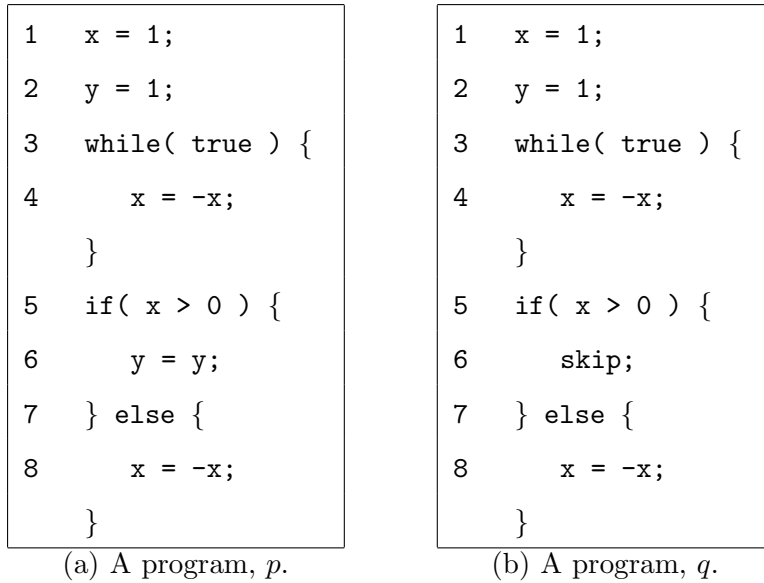 1 x = 1;
2 y = 1;
3 while( true ) {
4 x = -x;
}
5 if( x > 0 ) {
6 y = y;
7 } else {
8 x = -x;
}
(a) A program, p.
1 x = 1;
2 y = 1;
3 while( true ) {
4 x = -x;
}
5 if( x > 0 ) {
6 skip;
7 } else {
8 x = -x;
}
(b) A program, q.